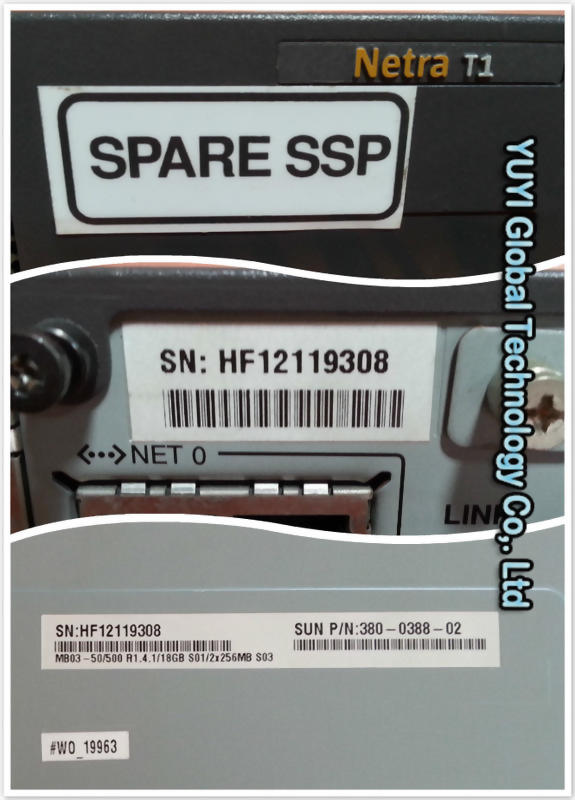 Netra T1
SPARE SSP
YUYI Global Technology Co,. Ltd
SN: HF12119308
<···> NET 0
LINK
SN:HF12119308
SUN P/N:380-0388-02
MB03-50/500 R1.4.1/18GB S01/2x256MB S03
#WO_19963